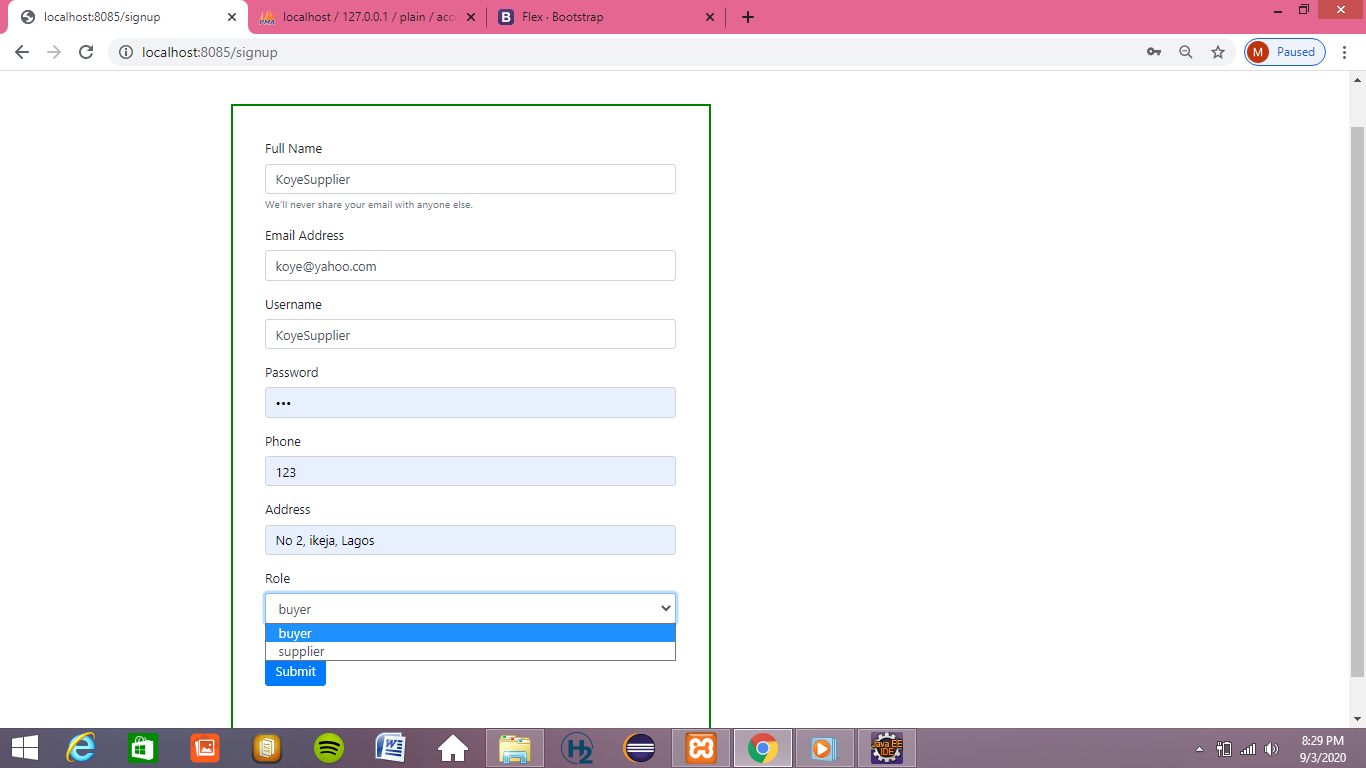 localhost:8085/signup
localhost / 127.0.0.1 / plain / acc
Flex · Bootstrap
localhost:8085/signup
M
Paused
Full Name
KoyeSupplier
We'll never share your email with anyone else.
Email Address
koye@yahoo.com
Username
KoyeSupplier
Password
•••
Phone
123
Address
No 2, ikeja, Lagos
Role
buyer
buyer
supplier
Submit
8:29 PM
9/3/2020
PMA
B
H2
W
Java EE
IDE